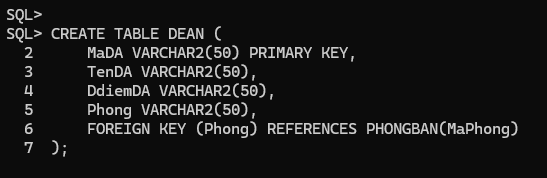 SQL>
SQL> CREATE TABLE DEAN (
  2      MaDA VARCHAR2(50) PRIMARY KEY,
  3      TenDA VARCHAR2(50),
  4      DdiemDA VARCHAR2(50),
  5      Phong VARCHAR2(50),
  6      FOREIGN KEY (Phong) REFERENCES PHONGBAN(MaPhong)
  7  );